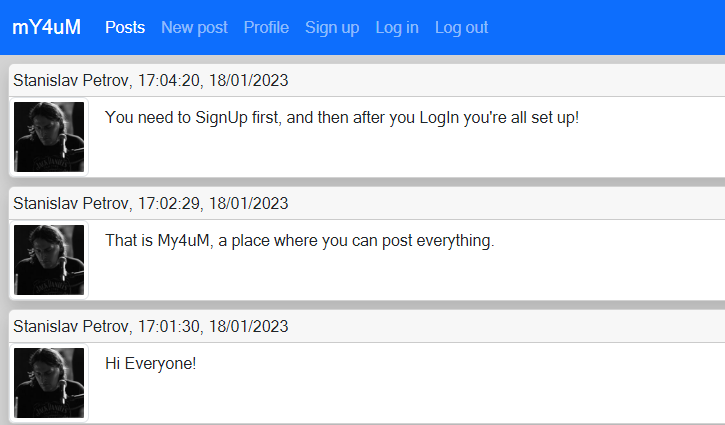 mY4uM Posts New post Profile Sign up Log in Log out
Stanislav Petrov, 17:04:20, 18/01/2023
You need to SignUp first, and then after you LogIn you're all set up!
Stanislav Petrov, 17:02:29, 18/01/2023
That is My4uM, a place where you can post everything.
Stanislav Petrov, 17:01:30, 18/01/2023
Hi Everyone!